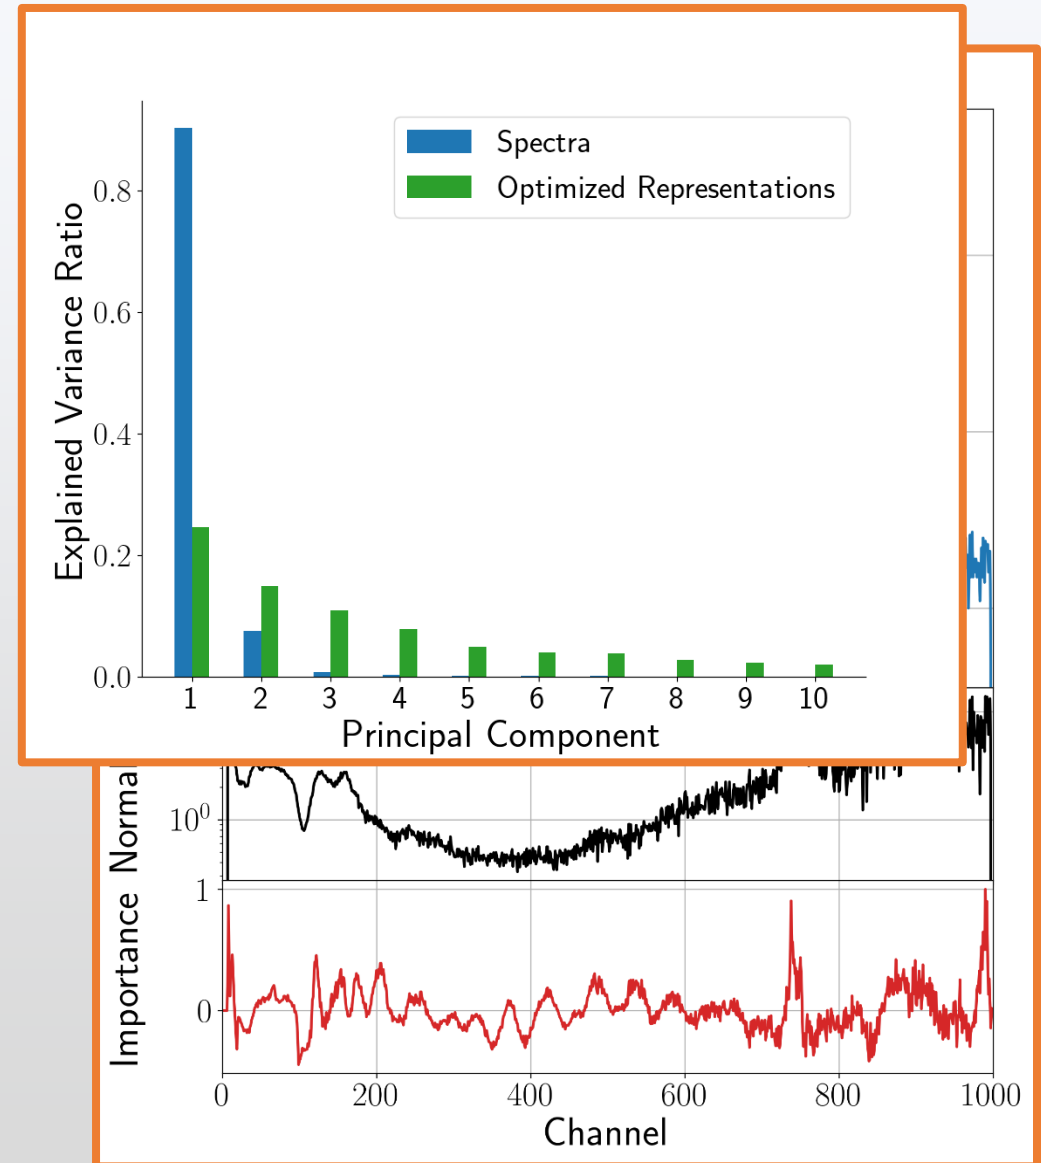 Spectra
Optimized Representations
Explained Variance Ratio
0.8
0.6
0.4
0.2
0.0
1 2 3 4 5 6 7 8 9 10
Principal Component
10⁰
Importance
1
0
0 200 400 600 800 1000
Channel